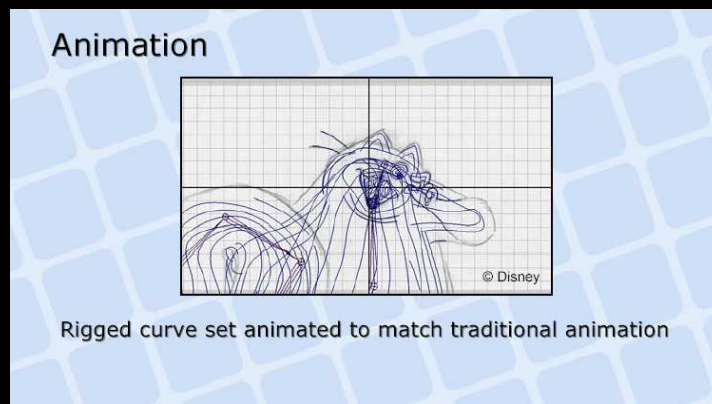 Animation
© Disney
Rigged curve set animated to match traditional animation